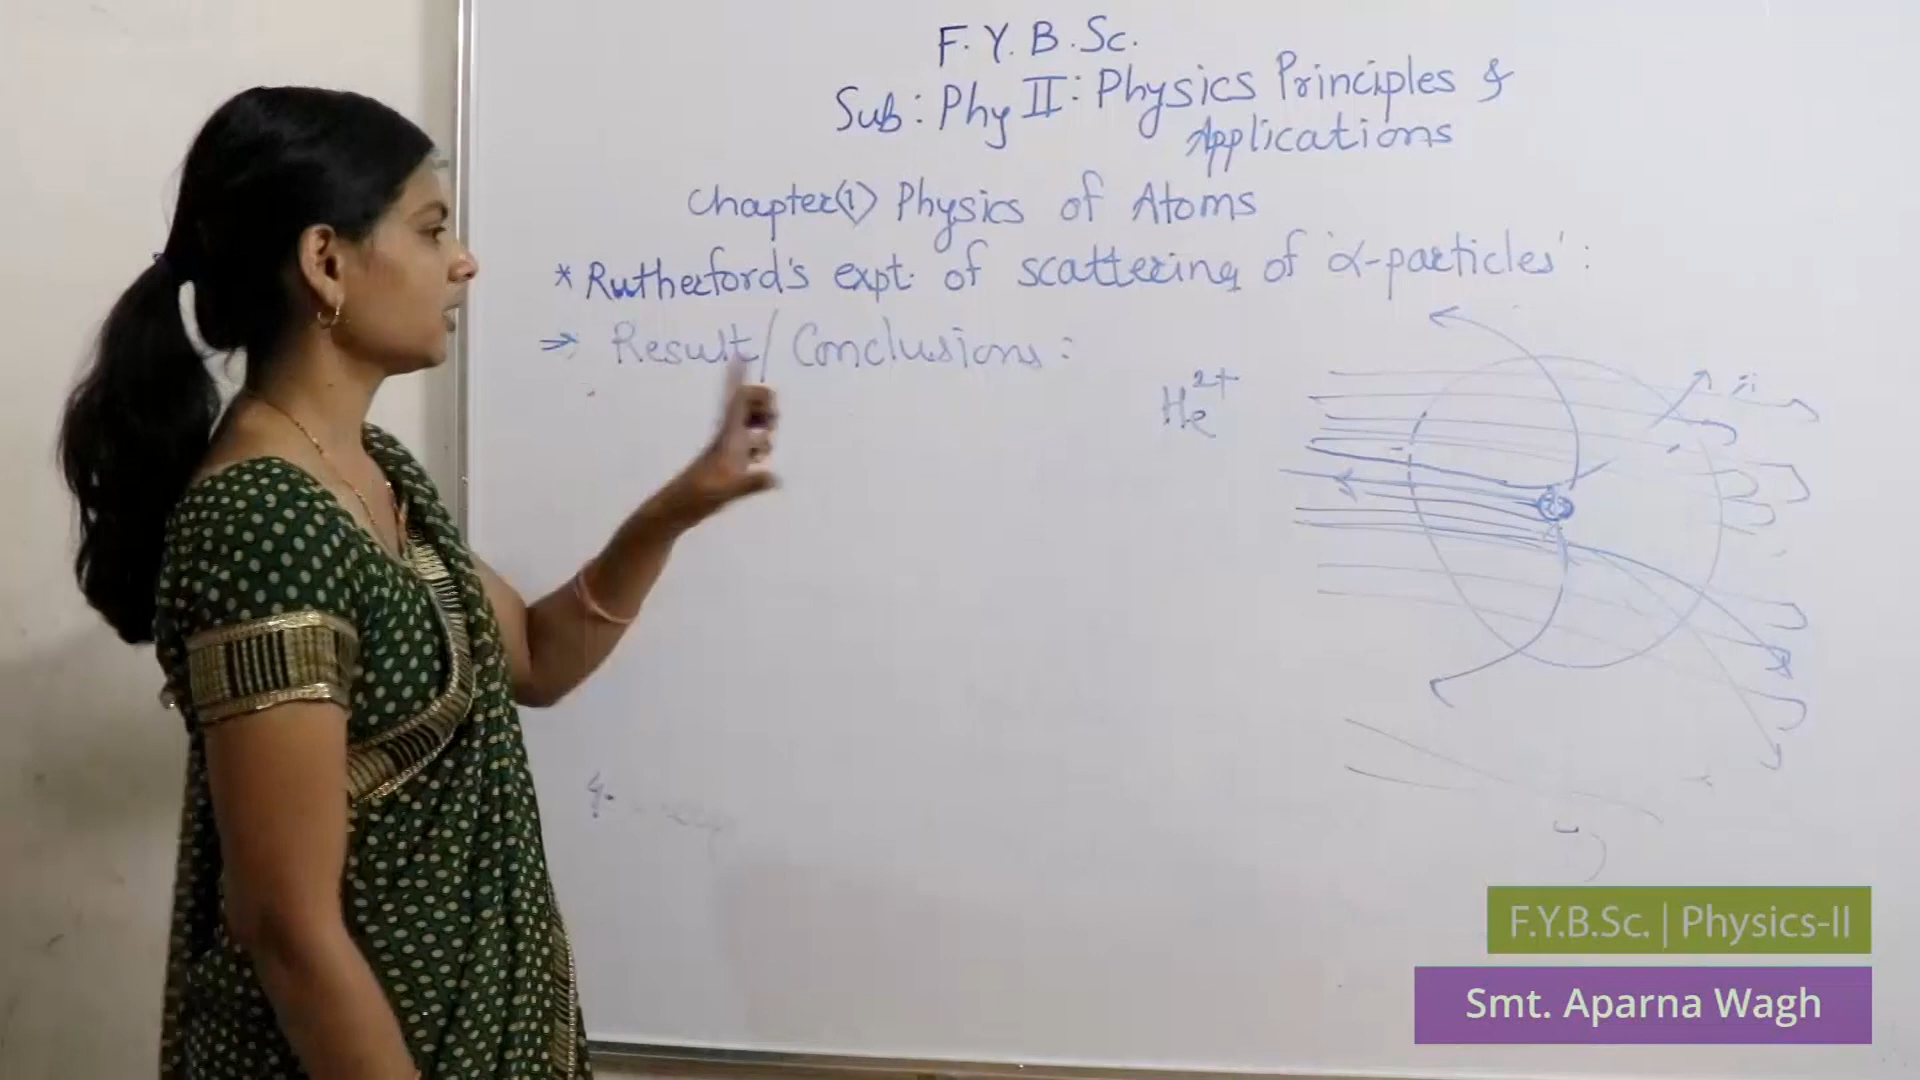 F.Y.B.Sc.
Sub: Phy II: Physics Principles &
Applications
Chapter(1) Physics of Atoms
* Rutherford's expt. of scattering of 'α-particles':
⇒ Result/Conclusions:
He²⁺
F.Y.B.Sc. | Physics-II
Smt. Aparna Wagh